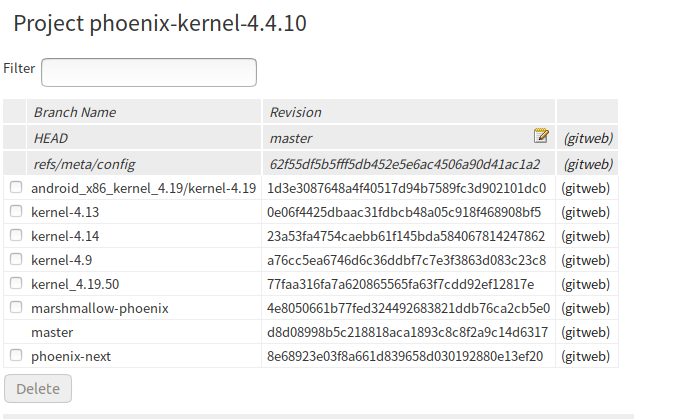 Project phoenix-kernel-4.4.10
Filter
Branch Name Revision
HEAD master (gitweb)
refs/meta/config 62f55df5b5fff5db452e5e6ac4506a90d41ac1a2 (gitweb)
android_x86_kernel_4.19/kernel-4.19 1d3e3087648a4f40517d94b7589fc3d902101dc0 (gitweb)
kernel-4.13 0e06f4425dbaac31fdbcb48a05c918f468908bf5 (gitweb)
kernel-4.14 23a53fa4754caebb61f145bda584067814247862 (gitweb)
kernel-4.9 a76cc5ea6746d6c36ddbf7c7e3f3863d083c23c8 (gitweb)
kernel_4.19.50 77faa316fa7a620865565fa63f7cdd92ef12817e (gitweb)
marshmallow-phoenix 4e8050661b77fed324492683821ddb76ca2cb5e0 (gitweb)
master d8d08998b5c218818aca1893c8c8f2a9c14d6317 (gitweb)
phoenix-next 8e68923e03f8a661d839658d030192880e13ef20 (gitweb)
Delete